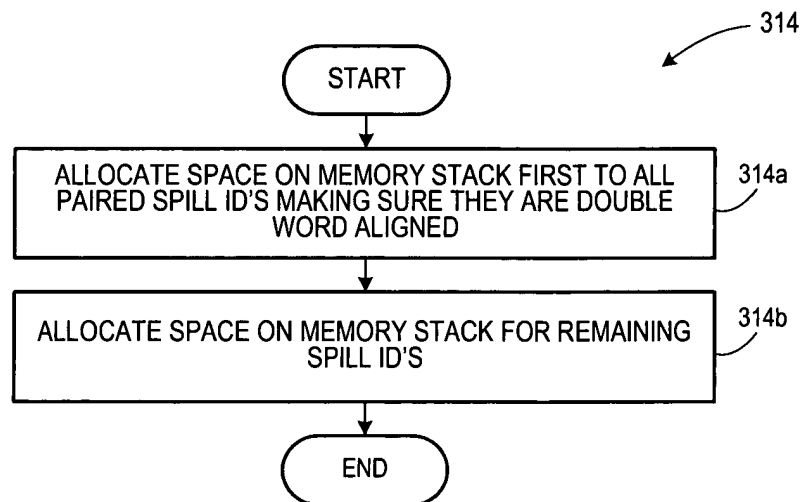 314
START
ALLOCATE SPACE ON MEMORY STACK FIRST TO ALL
PAIRED SPILL ID'S MAKING SURE THEY ARE DOUBLE
WORD ALIGNED
314a
ALLOCATE SPACE ON MEMORY STACK FOR REMAINING
SPILL ID'S
314b
END